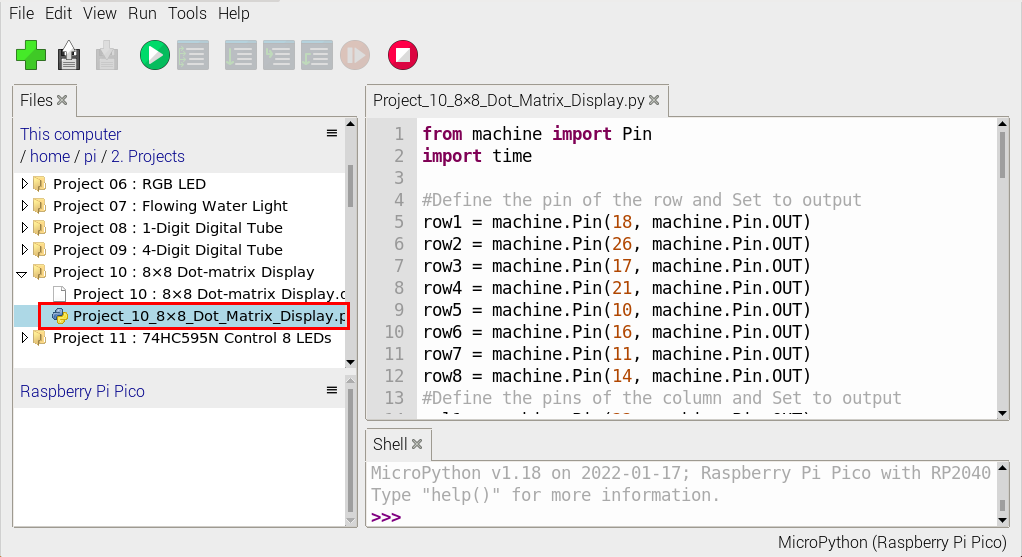 File Edit View Run Tools Help
Files
This computer
/ home / pi / 2. Projects
Project 06 : RGB LED
Project 07 : Flowing Water Light
Project 08 : 1-Digit Digital Tube
Project 09 : 4-Digit Digital Tube
Project 10 : 8×8 Dot-matrix Display
Project 10 : 8×8 Dot-matrix Display.
Project_10_8×8_Dot_Matrix_Display.p
Project 11 : 74HC595N Control 8 LEDs
Raspberry Pi Pico
Project_10_8×8_Dot_Matrix_Display.py
1 from machine import Pin
2 import time
3
4 #Define the pin of the row and Set to output
5 row1 = machine.Pin(18, machine.Pin.OUT)
6 row2 = machine.Pin(26, machine.Pin.OUT)
7 row3 = machine.Pin(17, machine.Pin.OUT)
8 row4 = machine.Pin(21, machine.Pin.OUT)
9 row5 = machine.Pin(10, machine.Pin.OUT)
10 row6 = machine.Pin(16, machine.Pin.OUT)
11 row7 = machine.Pin(11, machine.Pin.OUT)
12 row8 = machine.Pin(14, machine.Pin.OUT)
13 #Define the pins of the column and Set to output
Shell
MicroPython v1.18 on 2022-01-17; Raspberry Pi Pico with RP2040
Type "help()" for more information.
>>>
MicroPython (Raspberry Pi Pico)